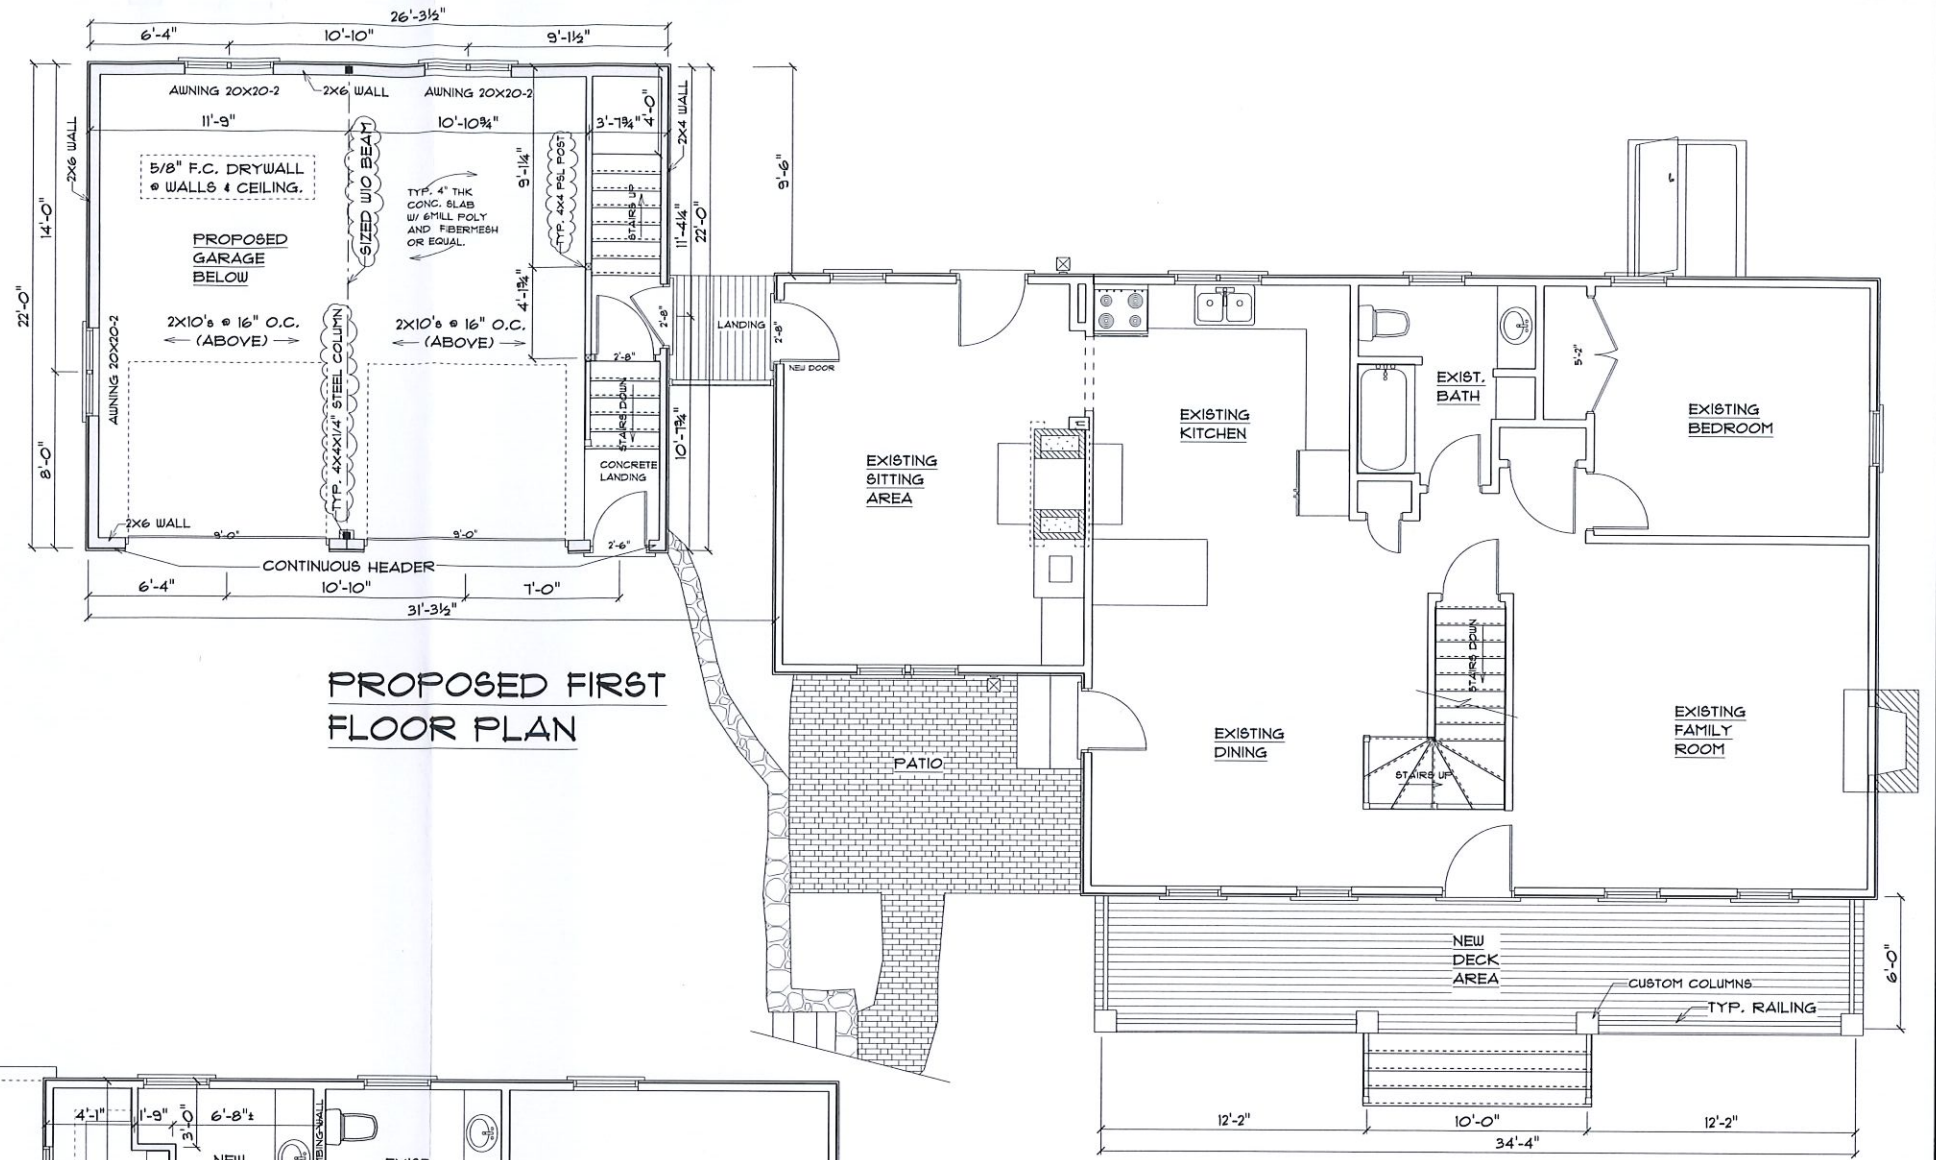 26'-3½"
6'-4"
10'-10"
9'-1½"
AWNING 20X20-2
2X6 WALL
AWNING 20X20-2
11'-9"
10'-10¾"
3'-7¾"
4'-0"
2X4 WALL
2X6 WALL
9'-6"
5/8" F.C. DRYWALL
@ WALLS & CEILING.
SIZED W10 BEAM
9'-1¼"
TYP. 4X4 PSL POST
TYP. 4" THK
CONC. SLAB
W/ 6MILL POLY
AND FIBERMESH
OR EQUAL.
STAIRS UP
11'-4¼"
22'-0"
14'-0"
22'-0"
8'-0"
PROPOSED
GARAGE
BELOW
4'-1¾"
2X10's @ 16" O.C.
(ABOVE)
2X10's @ 16" O.C.
(ABOVE)
AWNING 20X20-2
TYP. 4X4X1/4" STEEL COLUMN
2'-8"
2'-8"
LANDING
2'-8"
NEW DOOR
STAIRS DOWN
10'-7¾"
CONCRETE
LANDING
2X6 WALL
9'-0"
9'-0"
2'-6"
CONTINUOUS HEADER
6'-4"
10'-10"
7'-0"
31'-3½"
PROPOSED FIRST
FLOOR PLAN
EXISTING
SITTING
AREA
EXISTING
KITCHEN
EXIST.
BATH
5'-2"
EXISTING
BEDROOM
STAIRS DOWN
EXISTING
DINING
STAIRS UP
EXISTING
FAMILY
ROOM
PATIO
NEW
DECK
AREA
CUSTOM COLUMNS
TYP. RAILING
6'-0"
12'-2"
10'-0"
12'-2"
34'-4"
4'-1"
1'-9"
3'-0"
6'-8"±